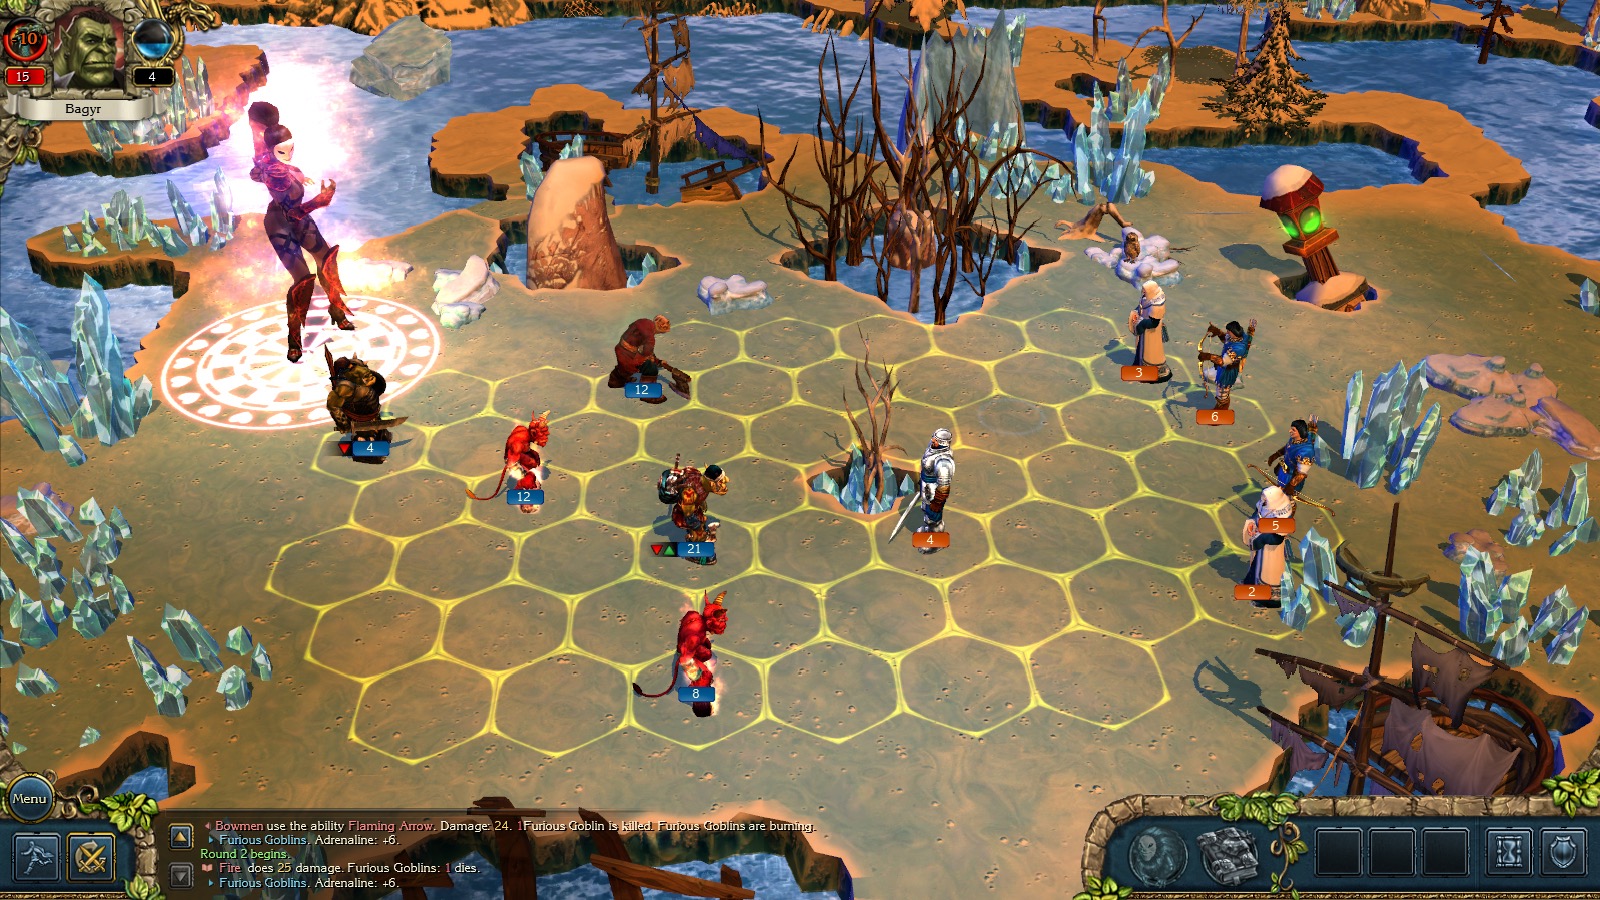 -10
15
4
Bagyr
3
12
6
4
12
5
4
21
2
8
Menu
Bowmen use the ability Flaming Arrow. Damage: 24. 1Furious Goblin is killed. Furious Goblins are burning.
Furious Goblins. Adrenaline: +6.
Round 2 begins.
Fire does 25 damage. Furious Goblins: 1 dies.
Furious Goblins. Adrenaline: +6.